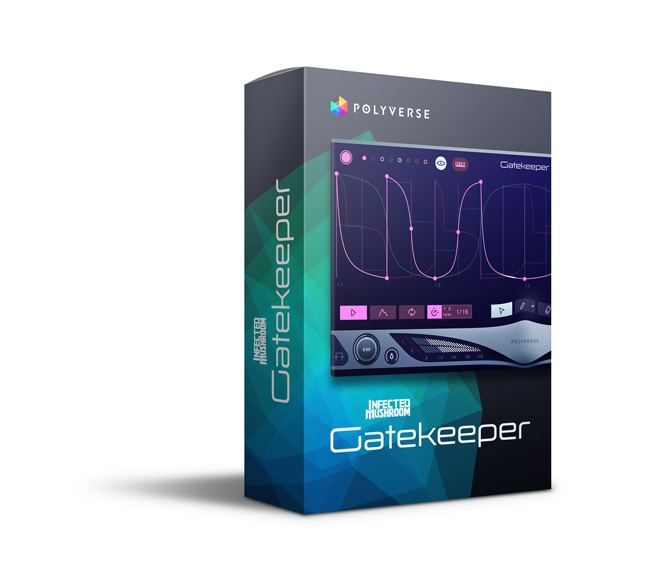 POLYVERSE
Gatekeeper
1/16
POLYVERSE
INFECTED
MUSHROOM
Gatekeeper
INFECTED
MUSHROOM
Gatekeeper